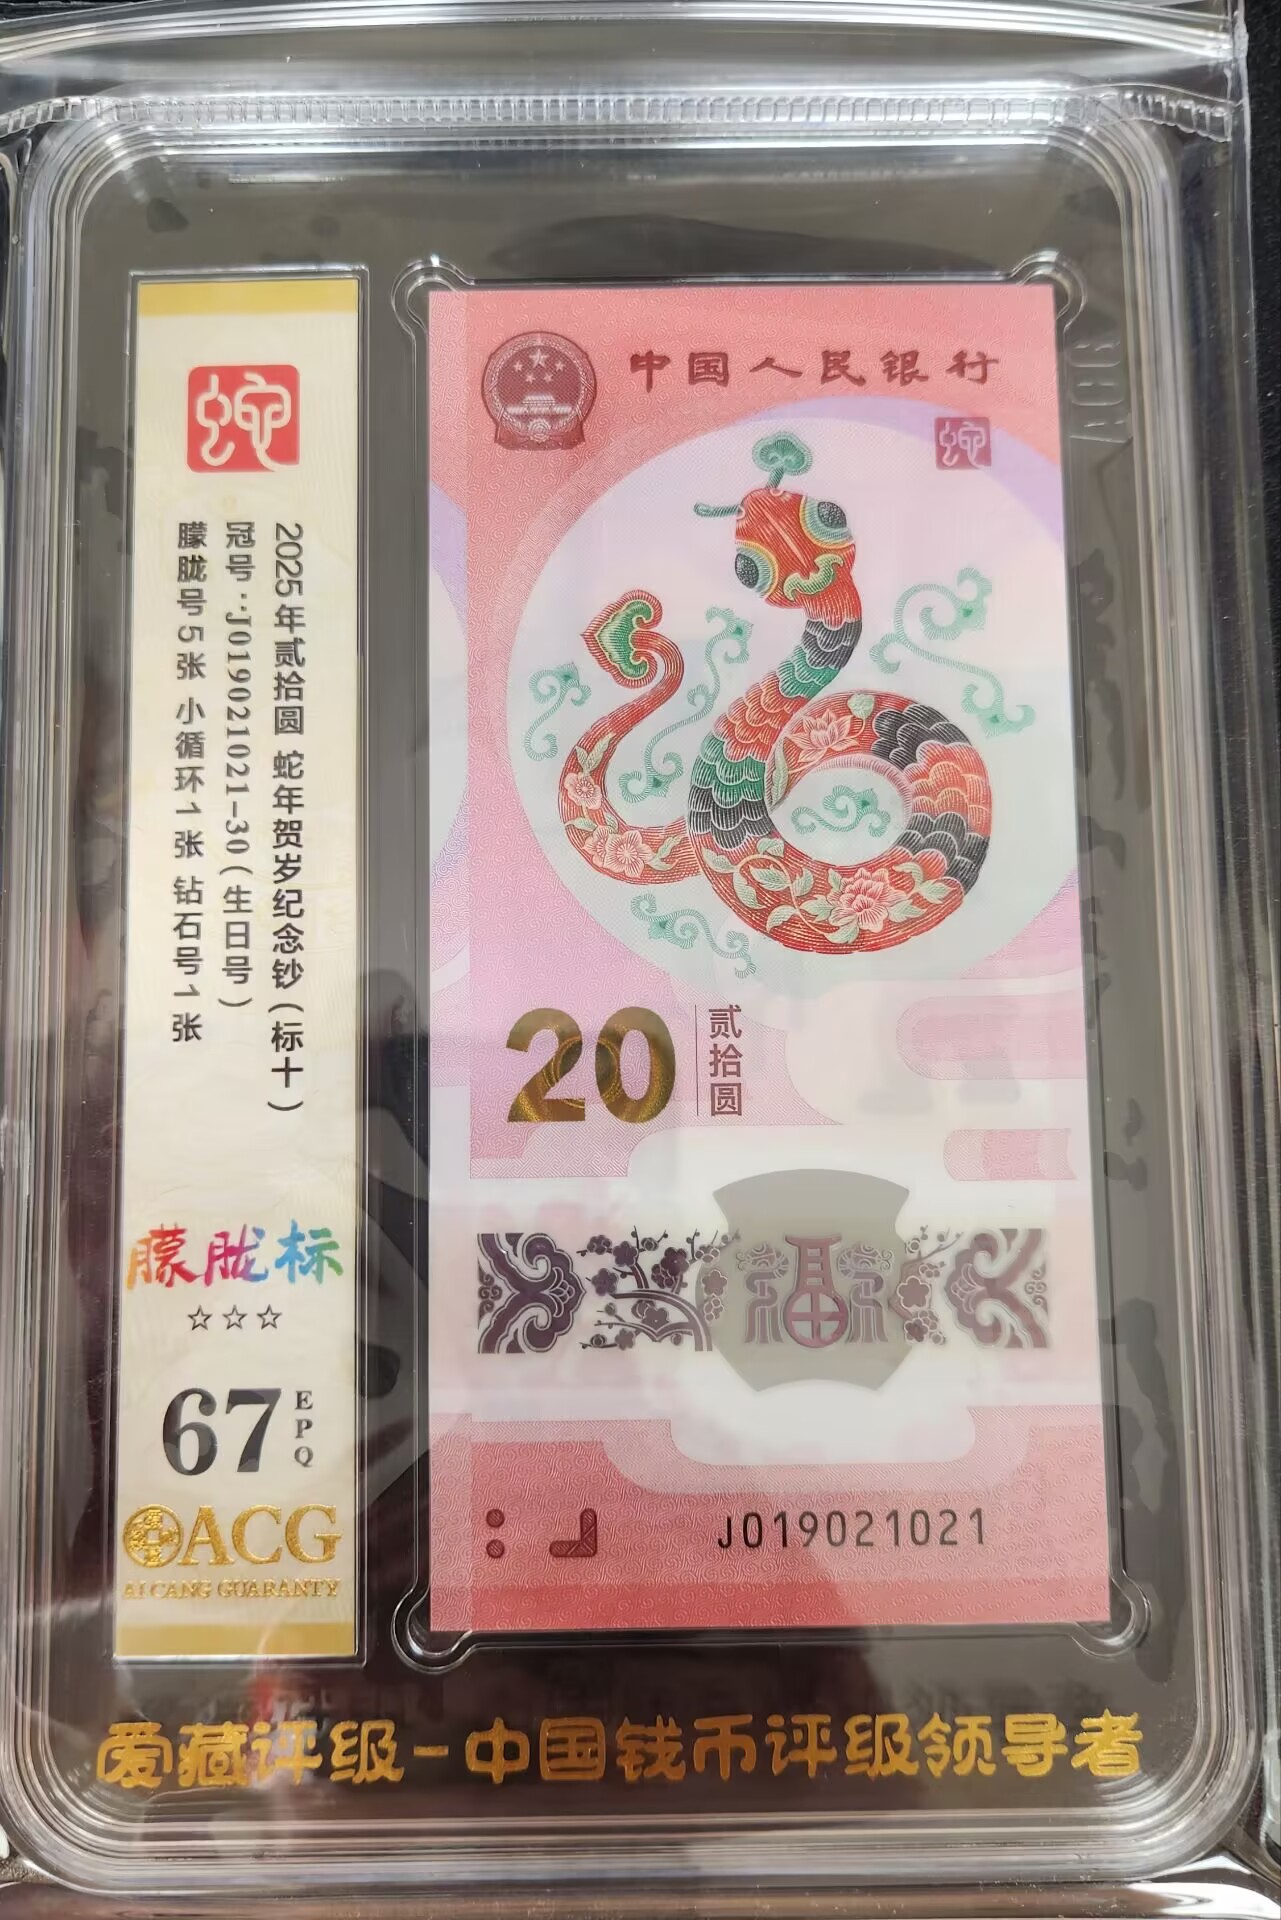 中国人民银行
蛇
20
贰拾圆
J019021021
蛇
2025年贰拾圆 蛇年贺岁纪念钞(标十)
冠号:J019021021-30(生日号)
朦胧号5张 小循环1张 钻石号1张
朦胧标
☆☆☆
67 EPQ
ACG
AI CANG GUARANTY
爱藏评级-中国钱币评级领导者